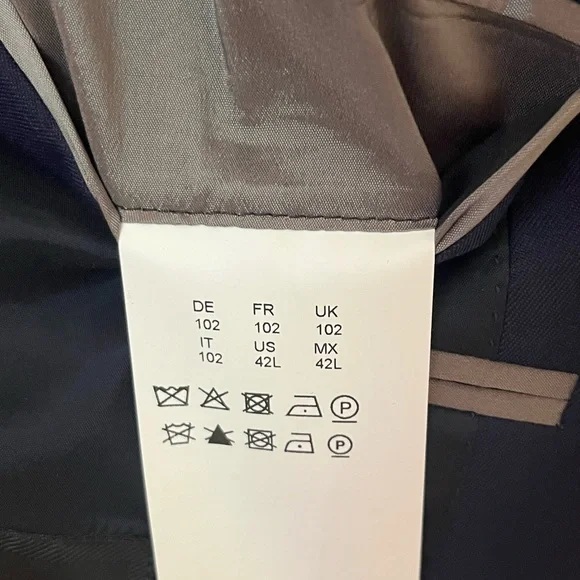 DE FR UK
102 102 102
IT US MX
102 42L 42L
P
P